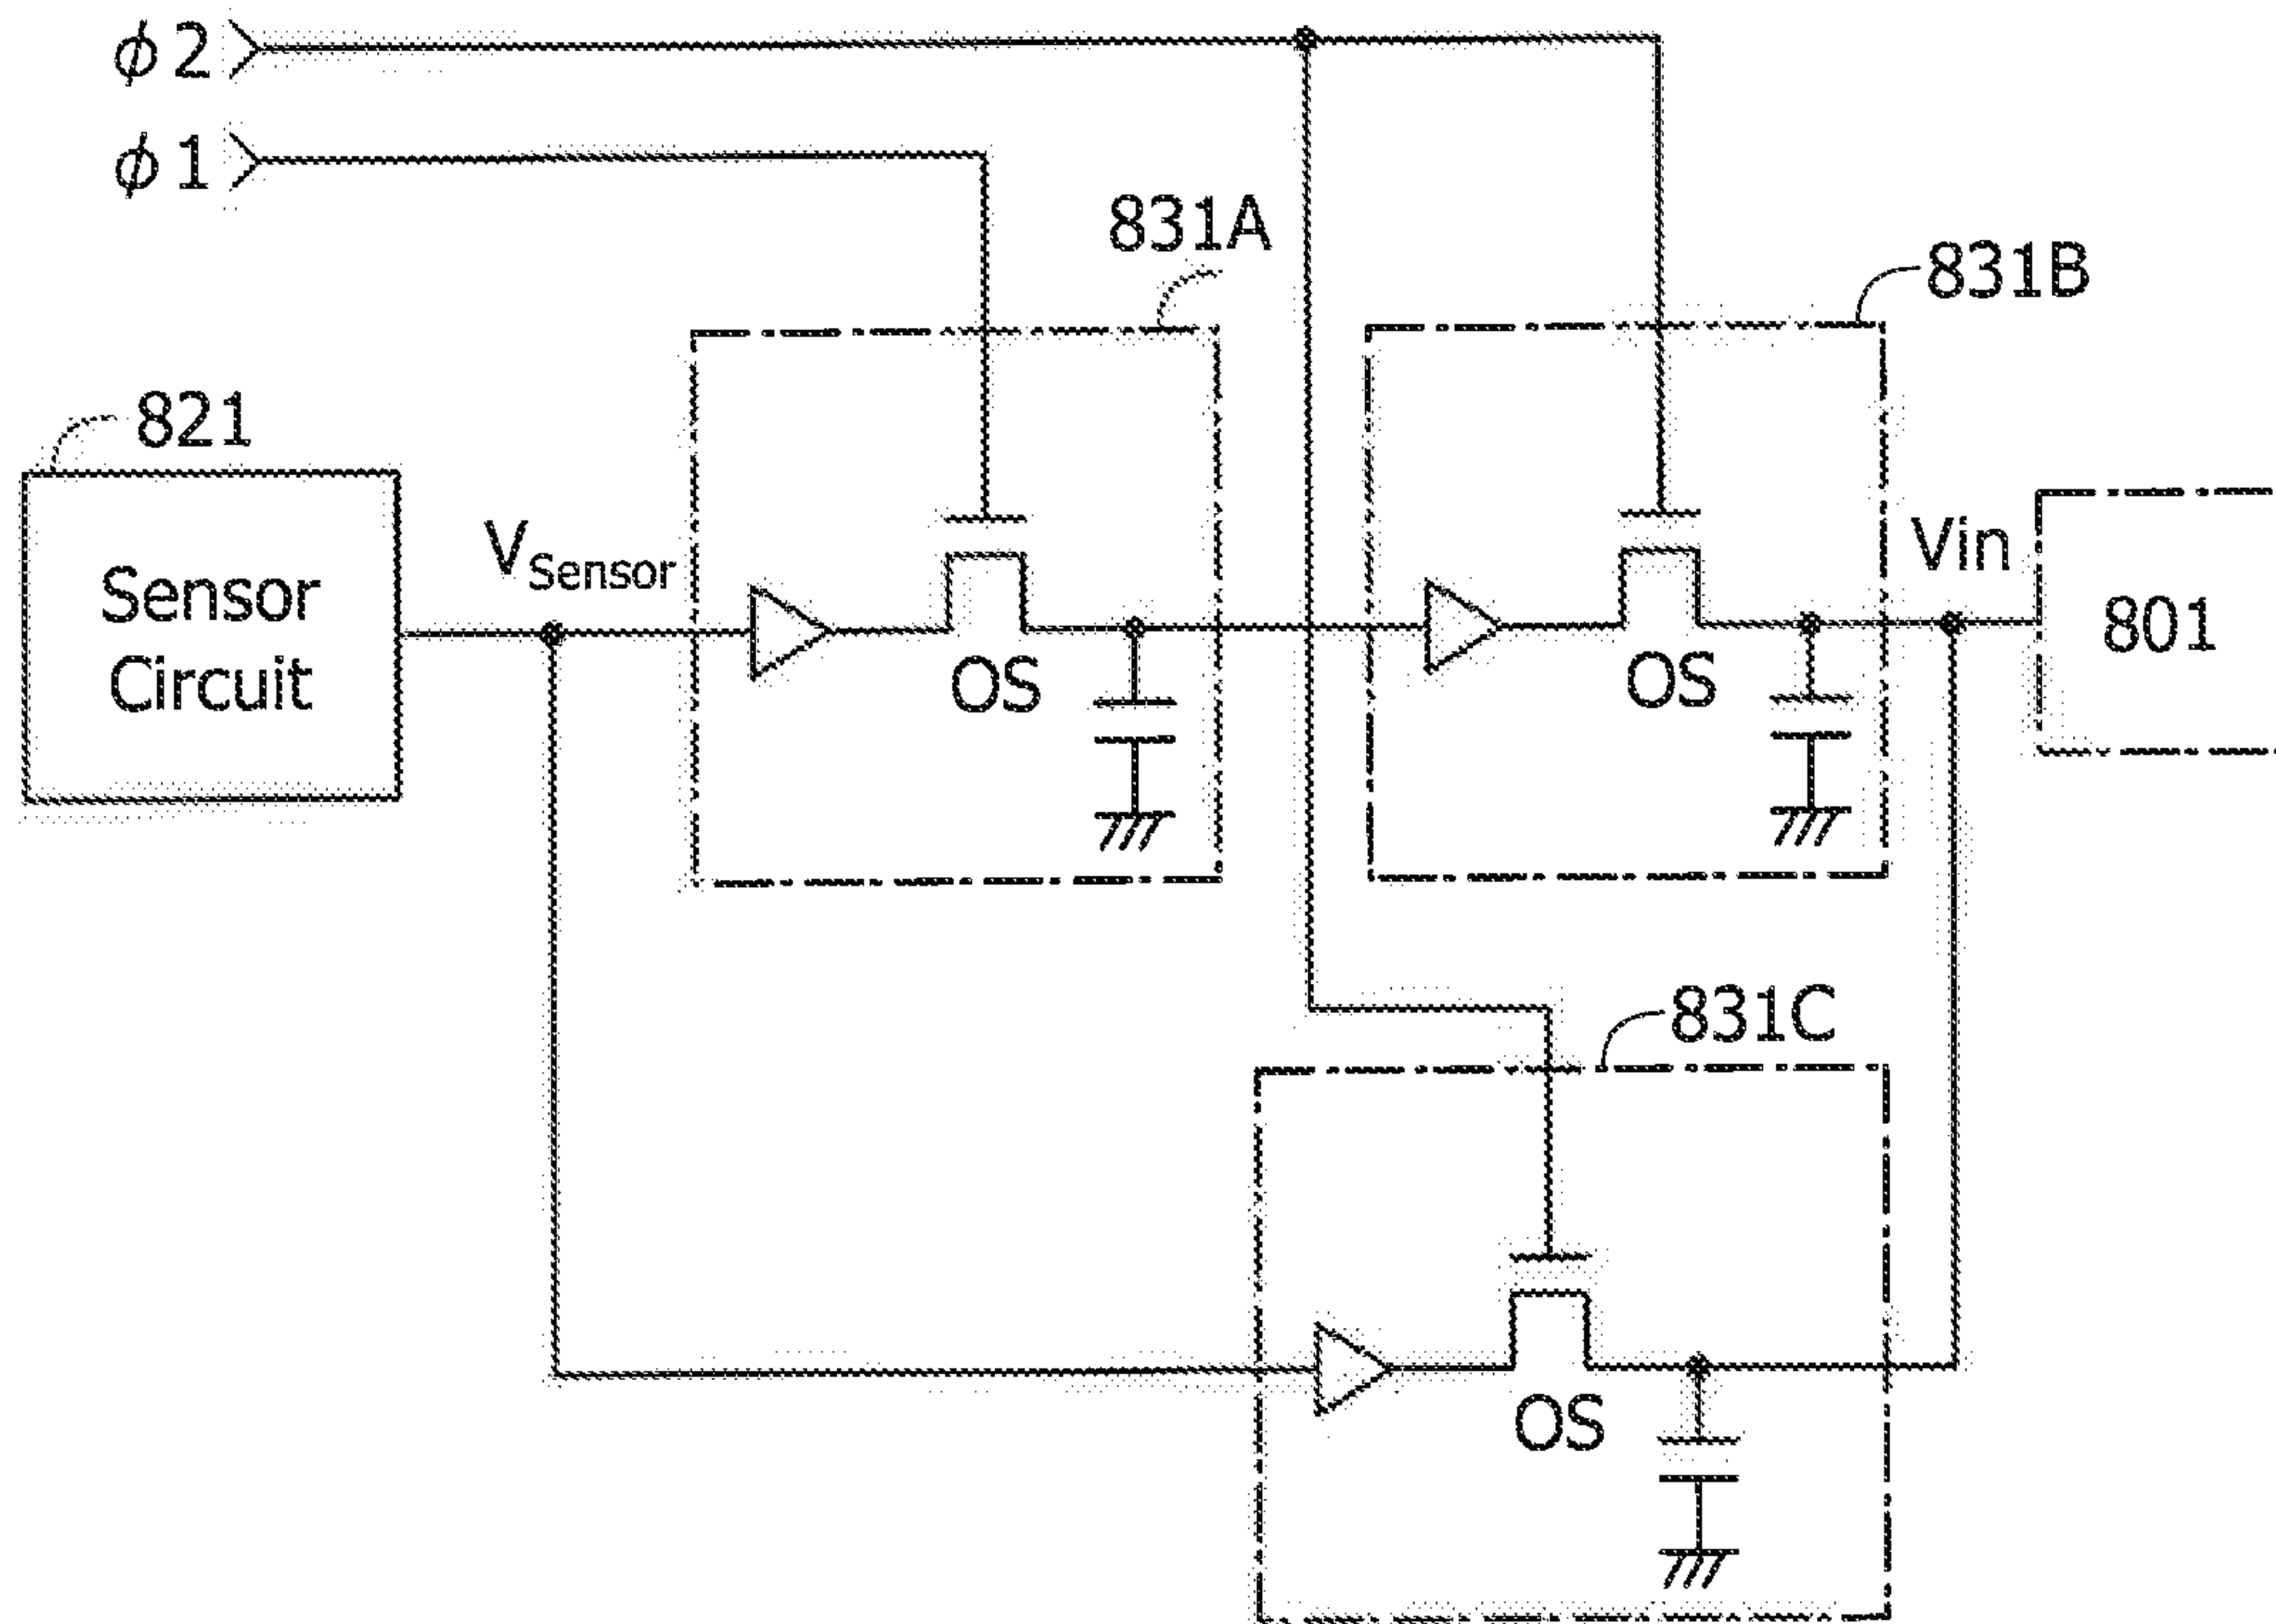 ϕ2
ϕ1
831A
831B
821
Sensor
Circuit
VSensor
OS
OS
Vin
801
831C
OS